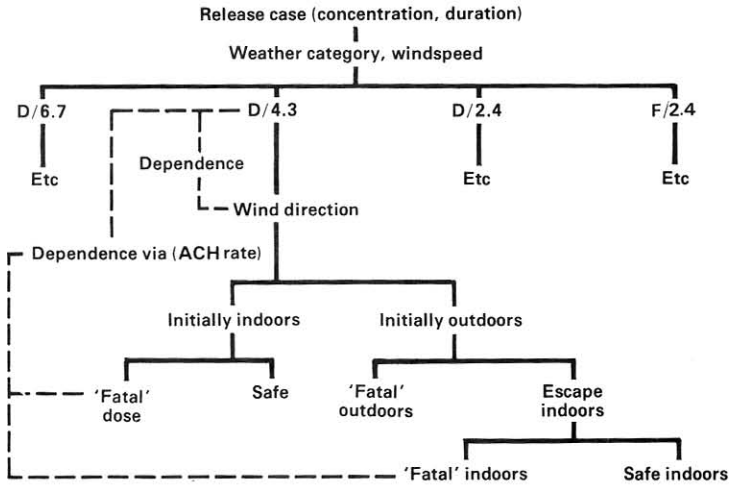 Release case (concentration, duration)
Weather category, windspeed
D/6.7
D/4.3
D/2.4
F/2.4
Etc
Dependence
Etc
Etc
Wind direction
Dependence via (ACH rate)
Initially indoors
Initially outdoors
'Fatal'
dose
Safe
'Fatal'
outdoors
Escape
indoors
'Fatal' indoors
Safe indoors